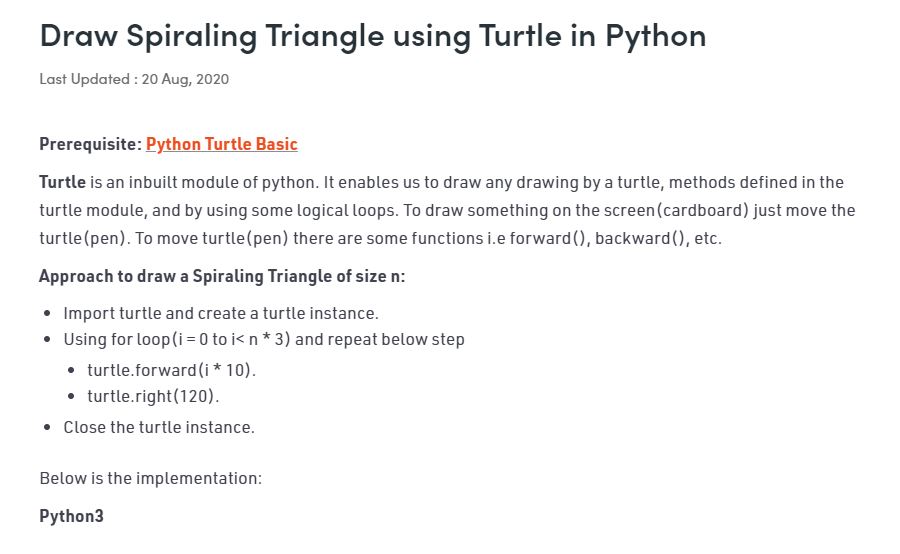 Draw Spiraling Triangle using Turtle in Python
Last Updated : 20 Aug, 2020
Prerequisite: Python Turtle Basic
Turtle is an inbuilt module of python. It enables us to draw any drawing by a turtle, methods defined in the
turtle module, and by using some logical loops. To draw something on the screen(cardboard) just move the
turtle(pen). To move turtle(pen) there are some functions i.e forward(), backward(), etc.
Approach to draw a Spiraling Triangle of size n:
• Import turtle and create a turtle instance.
• Using for loop(i = 0 to i< n * 3) and repeat below step
• turtle.forward(i * 10).
• turtle.right(120).
• Close the turtle instance.
Below is the implementation:
Python3